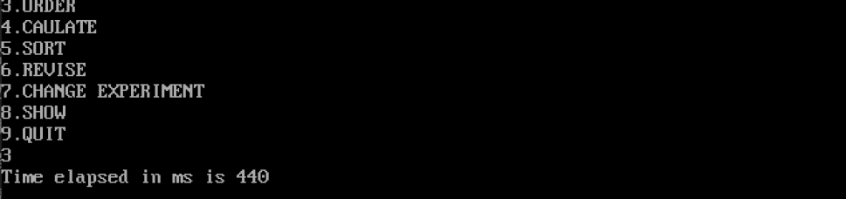 3.ORDER
4.CAULATE
5.SORT
6.REVISE
7.CHANGE EXPERIMENT
8.SHOW
9.QUIT
3
Time elapsed in ms is 440